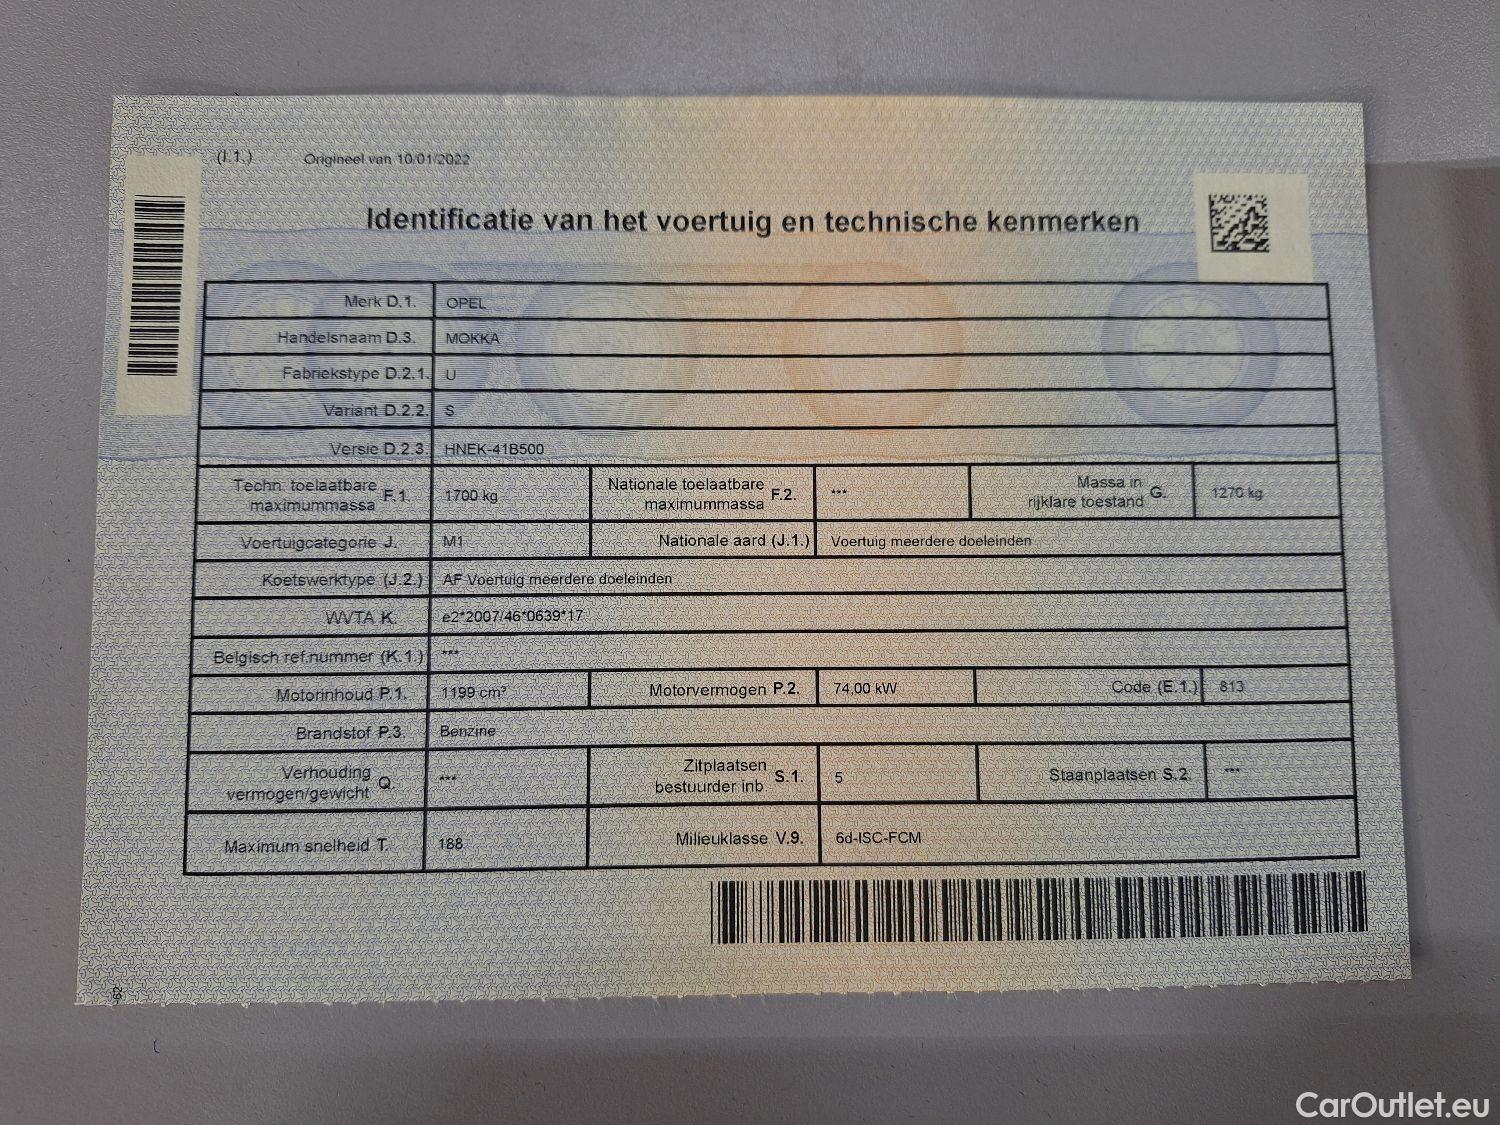 (I.1.) Origineel van 10/01/2022
Identificatie van het voertuig en technische kenmerken
Merk D.1. OPEL
Handelsnaam D.3. MOKKA
Fabriekstype D.2.1. U
Variant D.2.2. S
Versie D.2.3. HNEK-41B500
Techn. toelaatbare
maximummassa F.1. 1700 kg
Nationale toelaatbare
maximummassa F.2. ***
Massa in
rijklare toestand G. 1270 kg
Voertuigcategorie J. M1 Nationale aard (J.1.) Voertuig meerdere doeleinden
Koetswerktype (J.2.) AF Voertuig meerdere doeleinden
WVTA K. e2*2007/46*0639*17
Belgisch ref.nummer (K.1.) ***
Motorinhoud P.1. 1199 cm³ Motorvermogen P.2. 74,00 kW Code (E.1.) 813
Brandstof P.3. Benzine
Verhouding
vermogen/gewicht Q. ***
Zitplaatsen
bestuurder inb. S.1. 5
Staanplaatsen S.2. ***
Maximum snelheid T. 188 Milieuklasse V.9. 6d-ISC-FCM
-62
CarOutlet.eu